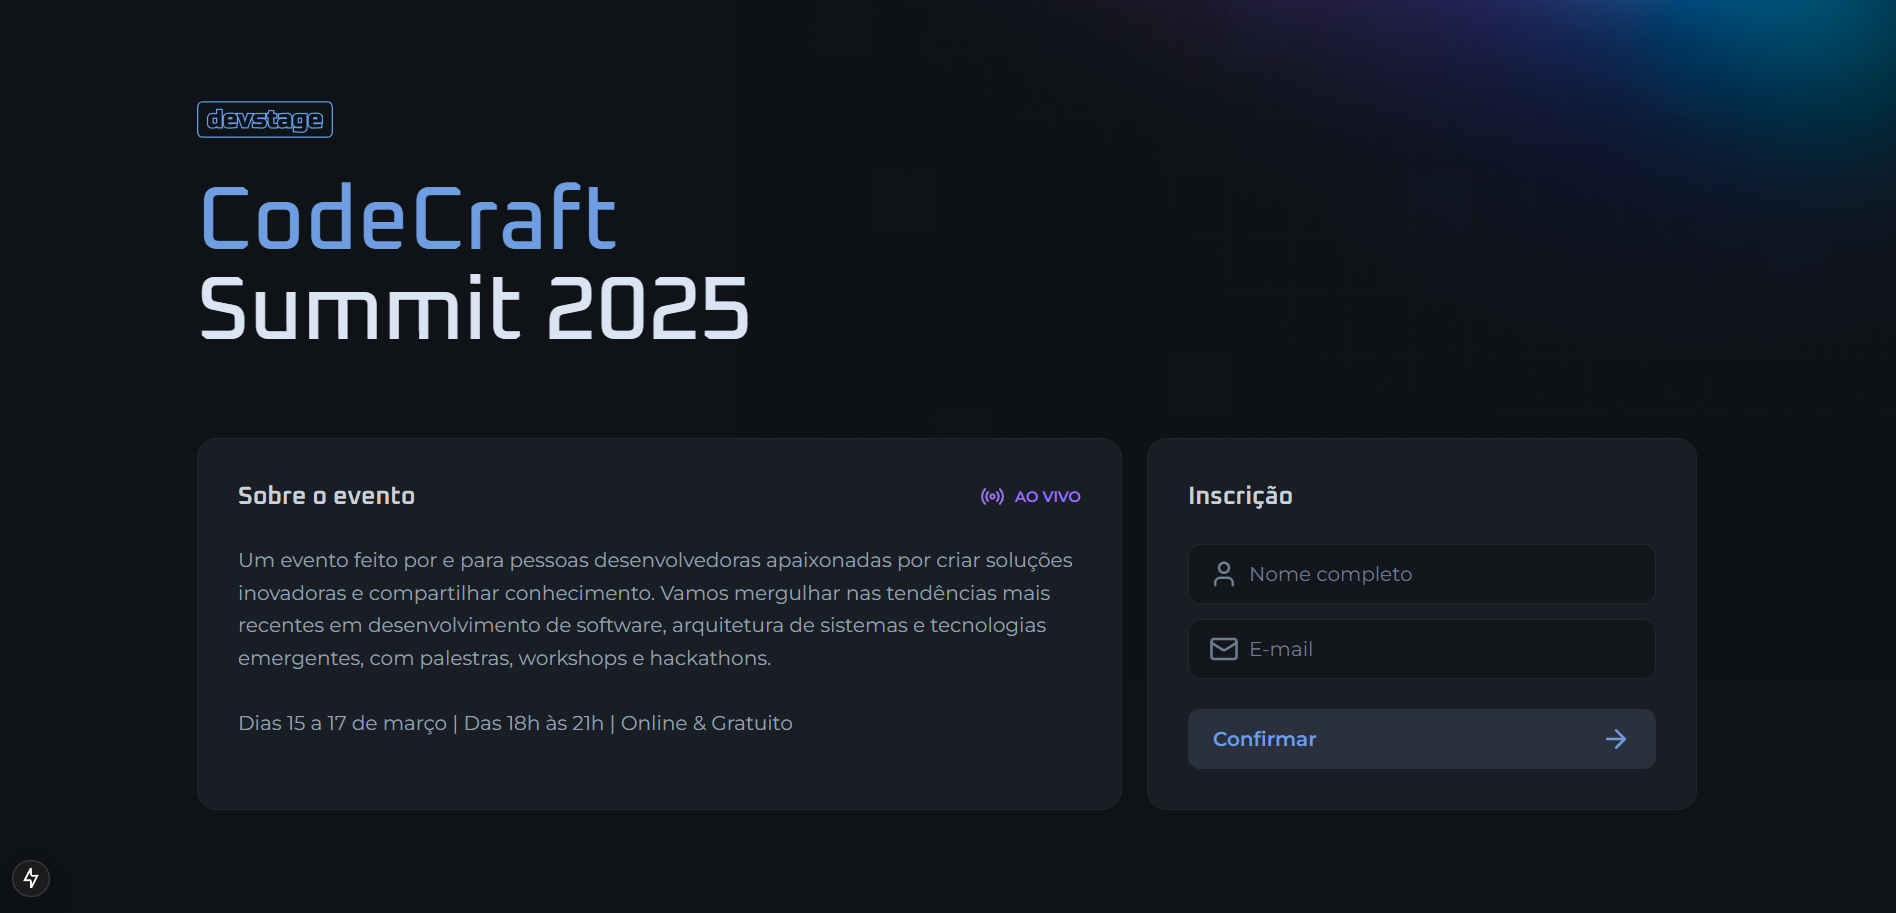 devstage
CodeCraft
Summit 2025
Sobre o evento
AO VIVO
Um evento feito por e para pessoas desenvolvedoras apaixonadas por criar soluções
inovadoras e compartilhar conhecimento. Vamos mergulhar nas tendências mais
recentes em desenvolvimento de software, arquitetura de sistemas e tecnologias
emergentes, com palestras, workshops e hackathons.
Dias 15 a 17 de março | Das 18h às 21h | Online & Gratuito
Inscrição
Nome completo
E-mail
Confirmar